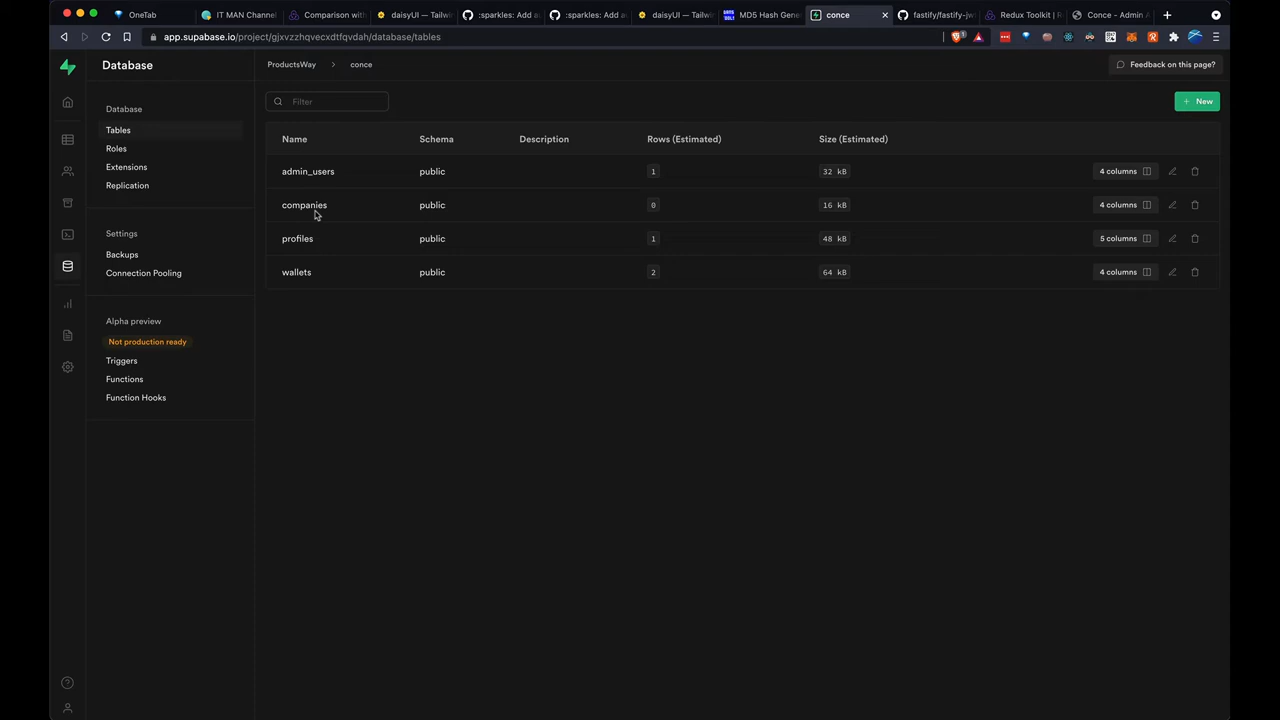 OneTab
IT MAN Channel
Comparison with
daisyUI — Tailwi
:sparkles: Add a
:sparkles: Add a
daisyUI — Tailwi
MD5 Hash Gene
conce
fastify/fastify-jw
Redux Toolkit | R
Conce - Admin A
app.supabase.io/project/gjxvzzhqvecxdtfqvdah/database/tables
Database
ProductsWay > conce
Feedback on this page?
Database
Tables
Roles
Extensions
Replication
Settings
Backups
Connection Pooling
Alpha preview
Not production ready
Triggers
Functions
Function Hooks
Filter
+ New
Name Schema Description Rows (Estimated) Size (Estimated)
admin_users public 1 32 kB 4 columns
companies public 0 16 kB 4 columns
profiles public 1 48 kB 5 columns
wallets public 2 64 kB 4 columns